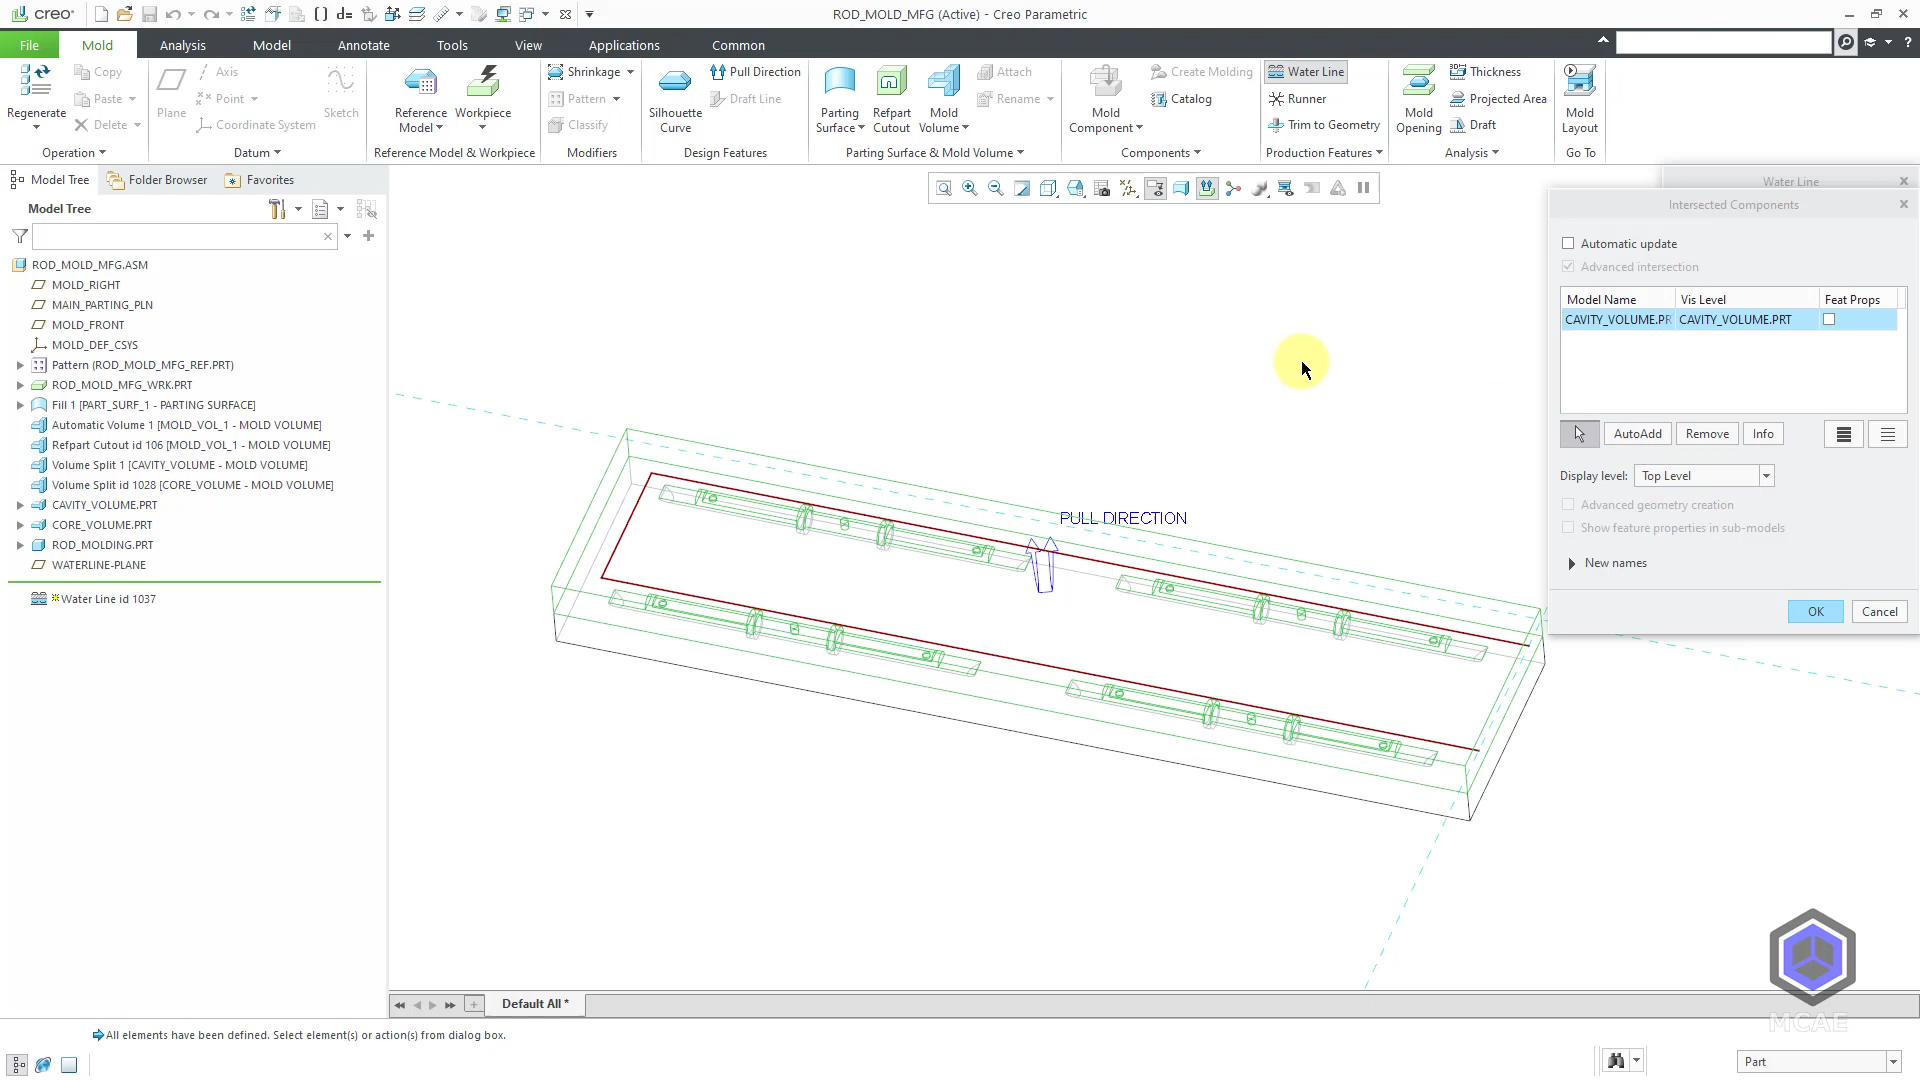 creo
ROD_MOLD_MFG (Active) - Creo Parametric
File
Mold
Analysis
Model
Annotate
Tools
View
Applications
Common
Regenerate
Copy
Paste
Delete
Operation
Plane
Axis
Point
Coordinate System
Sketch
Datum
Reference Model
Workpiece
Reference Model & Workpiece
Shrinkage
Pattern
Classify
Modifiers
Silhouette Curve
Pull Direction
Draft Line
Design Features
Parting Surface
Refpart Cutout
Mold Volume
Attach
Rename
Parting Surface & Mold Volume
Mold Component
Create Molding
Catalog
Components
Water Line
Runner
Trim to Geometry
Production Features
Mold Opening
Thickness
Projected Area
Draft
Analysis
Mold Layout
Go To
Model Tree
Folder Browser
Favorites
Model Tree
ROD_MOLD_MFG.ASM
MOLD_RIGHT
MAIN_PARTING_PLN
MOLD_FRONT
MOLD_DEF_CSYS
Pattern (ROD_MOLD_MFG_REF.PRT)
ROD_MOLD_MFG_WRK.PRT
Fill 1 [PART_SURF_1 - PARTING SURFACE]
Automatic Volume 1 [MOLD_VOL_1 - MOLD VOLUME]
Refpart Cutout id 106 [MOLD_VOL_1 - MOLD VOLUME]
Volume Split 1 [CAVITY_VOLUME - MOLD VOLUME]
Volume Split id 1028 [CORE_VOLUME - MOLD VOLUME]
CAVITY_VOLUME.PRT
CORE_VOLUME.PRT
ROD_MOLDING.PRT
WATERLINE-PLANE
Water Line id 1037
PULL DIRECTION
Water Line
Intersected Components
Automatic update
Advanced intersection
Model Name
Vis Level
Feat Props
CAVITY_VOLUME.PR
CAVITY_VOLUME.PRT
AutoAdd
Remove
Info
Display level:
Top Level
Advanced geometry creation
Show feature properties in sub-models
New names
OK
Cancel
Default All *
All elements have been defined. Select element(s) or action(s) from dialog box.
Part
MCAE